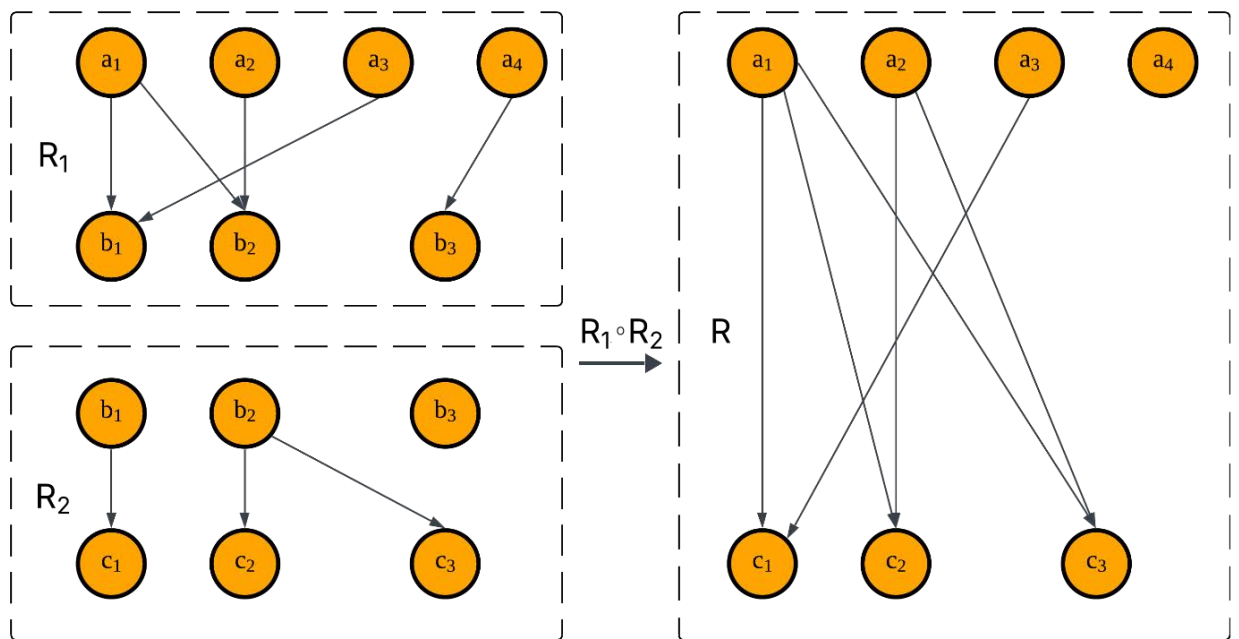 a₁ a₂ a₃ a₄
R₁
b₁ b₂ b₃
b₁ b₂ b₃
R₂
c₁ c₂ c₃
R₁∘R₂
a₁ a₂ a₃ a₄
R
c₁ c₂ c₃